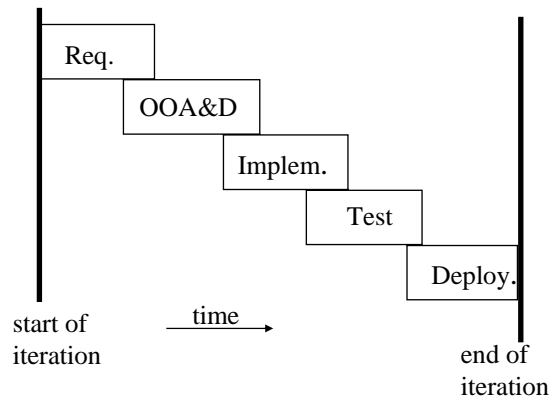 Req.
OOA&D
Implem.
Test
Deploy.
start of
iteration
time
end of
iteration